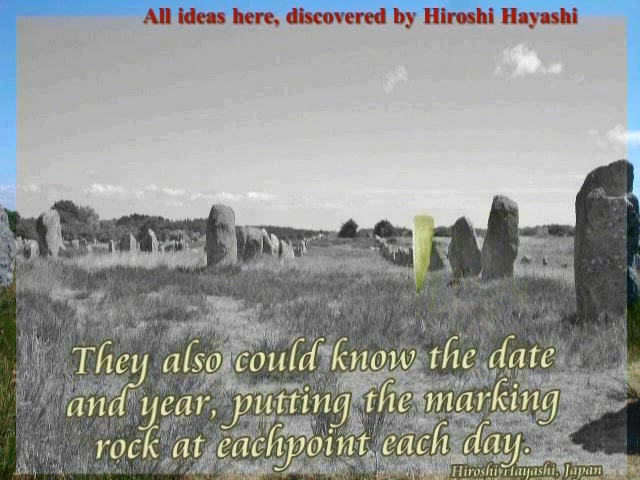 All ideas here, discovered by Hiroshi Hayashi
They also could know the date
and year, putting the marking
rock at eachpoint each day.
Hiroshi Hayashi, Japan